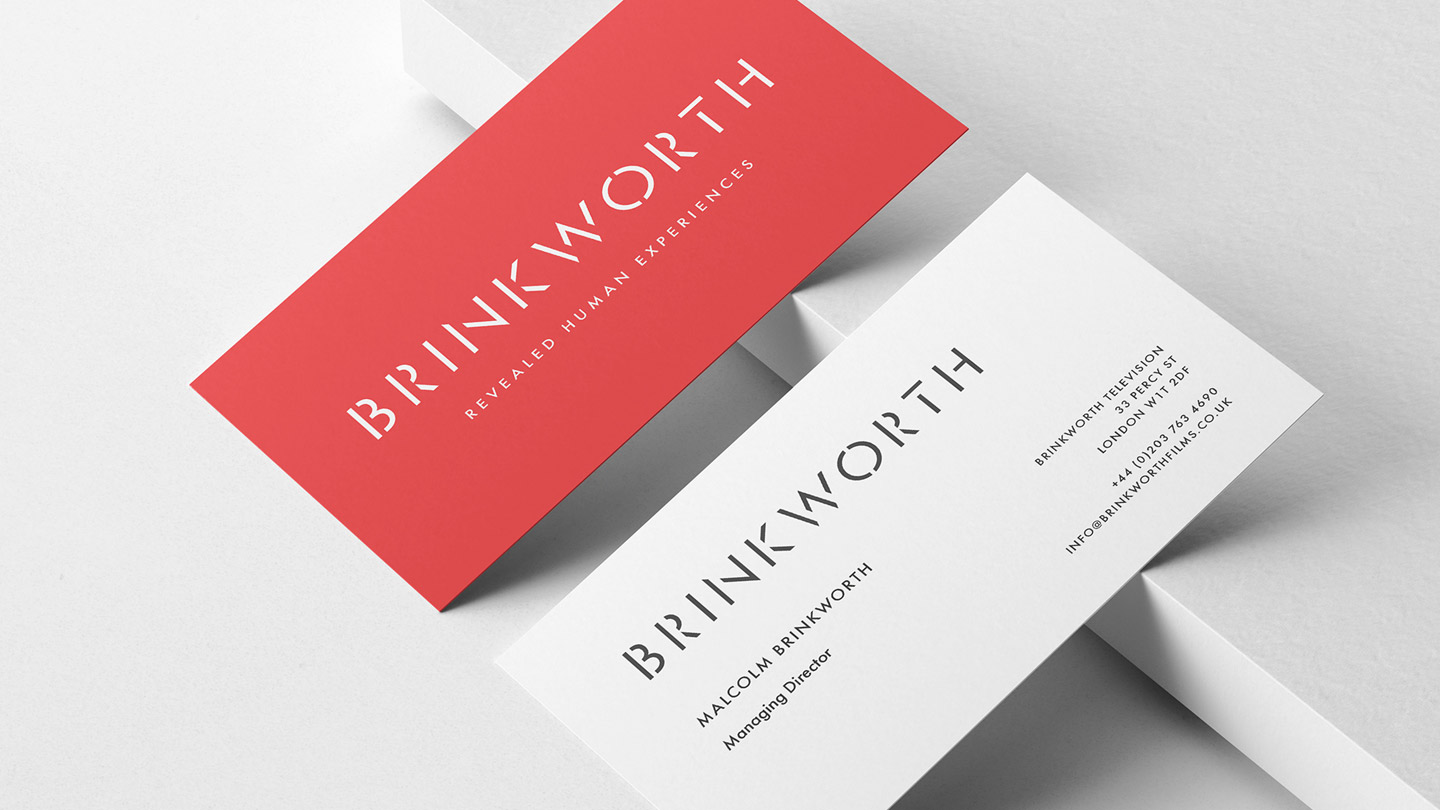 BRINKWORTH
REVEALED HUMAN EXPERIENCES
BRINKWORTH
MALCOLM BRINKWORTH
Managing Director
BRINKWORTH TELEVISION
33 PERCY ST
LONDON W1T 2DF
+44 (0)203 763 4690
INFO@BRINKWORTHFILMS.CO.UK